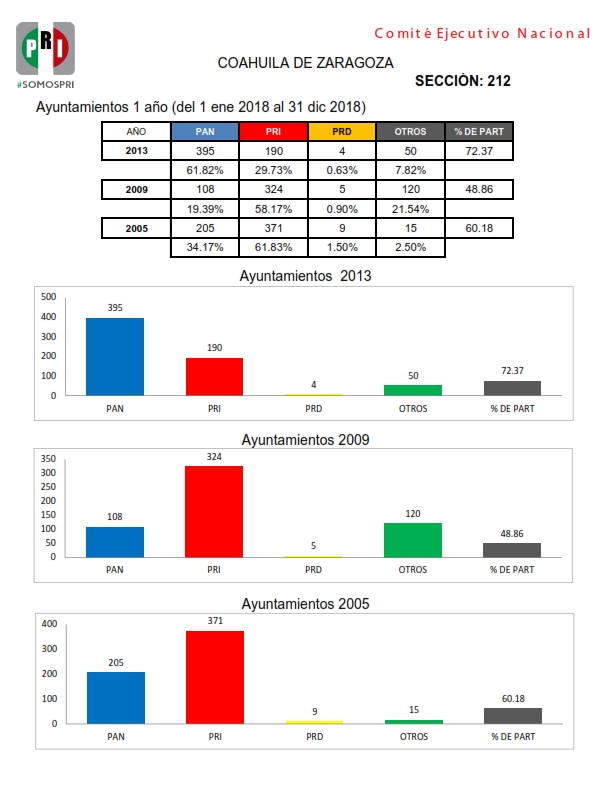 Comité Ejecutivo Nacional
PRI
#SOMOSPRI
COAHUILA DE ZARAGOZA
SECCIÓN: 212
Ayuntamientos 1 año (del 1 ene 2018 al 31 dic 2018)
AÑO PAN PRI PRD OTROS % DE PART
2013 395 190 4 50 72.37
61.82% 29.73% 0.63% 7.82%
2009 108 324 5 120 48.86
19.39% 58.17% 0.90% 21.54%
2005 205 371 9 15 60.18
34.17% 61.83% 1.50% 2.50%
Ayuntamientos 2013
500
400
300
200
100
0
395 190 4 50 72.37
PAN PRI PRD OTROS % DE PART
Ayuntamientos 2009
350
300
250
200
150
100
50
0
108 324 5 120 48.86
PAN PRI PRD OTROS % DE PART
Ayuntamientos 2005
400
300
200
100
0
205 371 9 15 60.18
PAN PRI PRD OTROS % DE PART